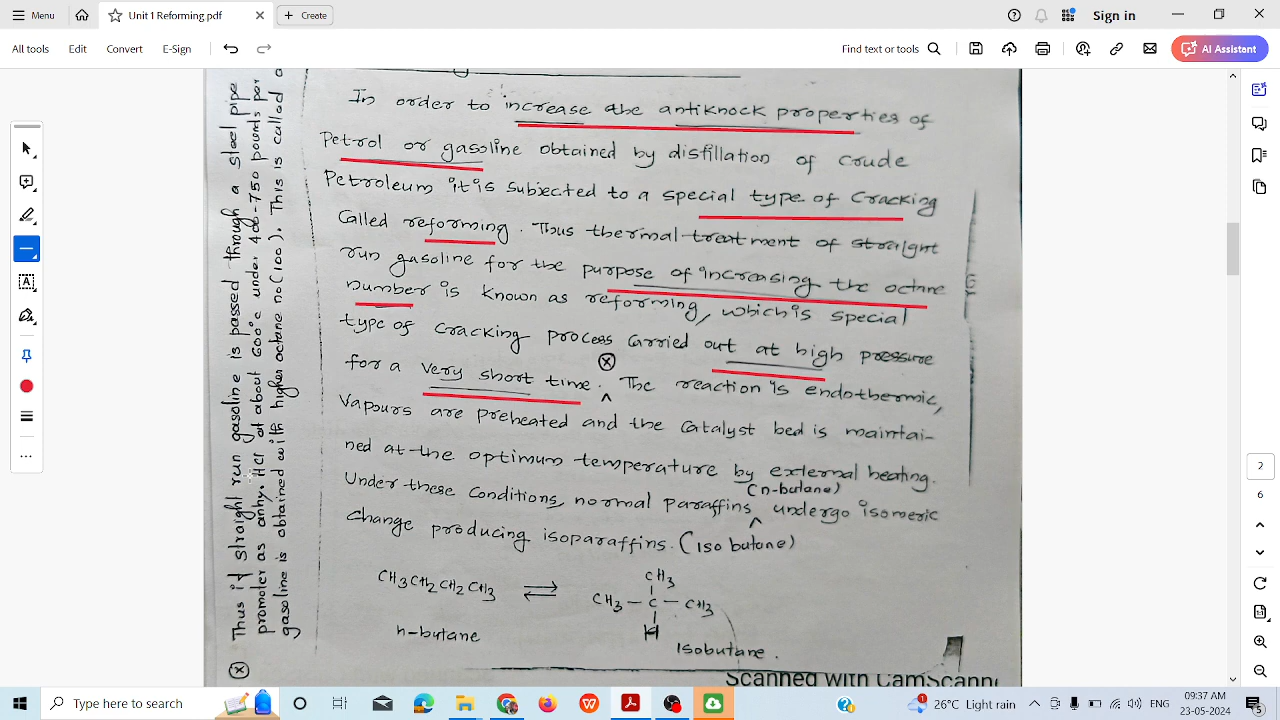 Menu
Unit 1 Reforming.pdf
Create
Sign in
All tools Edit Convert E-Sign
Find text or tools
AI Assistant
In order to increase the antiknock properties of
Petrol or gasoline obtained by distillation of crude
Petroleum it is subjected to a special type of cracking
called reforming. Thus thermal treatment of straight
run gasoline for the purpose of increasing the octane
number is known as reforming, which is special
type of cracking process carried out at high pressure
for a very short time. The reaction is endothermic,
Vapours are preheated and the catalyst bed is maintai-
ned at the optimum temperature by external heating.
(n-butane)
Under these conditions, normal paraffins undergo isomeric
change producing isoparaffins. (iso butane)
CH3
CH3CH2CH2CH3 ⇌ CH3 — C — CH3
H
n-butane
Isobutane.
Ⓧ Thus if straight run gasoline is passed through a steel pipe
promoter as anhy. HCl at about 600°C under 400-750 pounds per
gasoline is obtained with higher octane no (100). This is called a
Scanned with CamScann
2
6
Type here to search
26°C Light rain
ENG
09:37 AM
23-05-2024